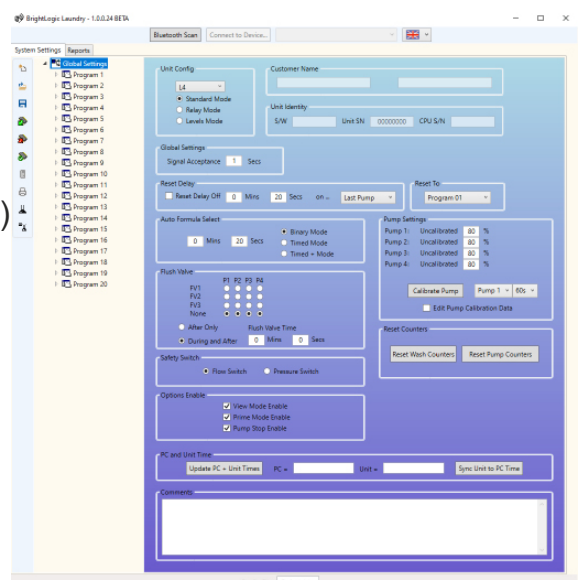 BrightLogic Laundry - 1.0.0.24 BETA
Bluetooth Scan Connect to Device...
System Settings Reports
Global Settings
Program 1
Program 2
Program 3
Program 4
Program 5
Program 6
Program 7
Program 8
Program 9
Program 10
Program 11
Program 12
Program 13
Program 14
Program 15
Program 16
Program 17
Program 18
Program 19
Program 20
)
Unit Config
L4
Standard Mode
Relay Mode
Levels Mode
Customer Name
Unit Identity
S/W Unit SN 00000000 CPU S/N
Global Settings
Signal Acceptance 1 Secs
Reset Delay
Reset Delay Off 0 Mins 20 Secs on .. Last Pump
Reset To
Program 01
Auto Formula Select
0 Mins 20 Secs
Binary Mode
Timed Mode
Timed + Mode
Pump Settings
Pump 1: Uncalibrated 80 %
Pump 2: Uncalibrated 80 %
Pump 3: Uncalibrated 80 %
Pump 4: Uncalibrated 80 %
Calibrate Pump Pump 1 60s
Edit Pump Calibration Data
Flush Valve
P1 P2 P3 P4
FV1
FV2
FV3
None
After Only Flush Valve Time
During and After 0 Mins 0 Secs
Reset Counters
Reset Wash Counters Reset Pump Counters
Safety Switch
Flow Switch Pressure Switch
Options Enable
View Mode Enable
Prime Mode Enable
Pump Stop Enable
PC and Unit Time
Update PC + Unit Times PC = Unit = Sync Unit to PC Time
Comments